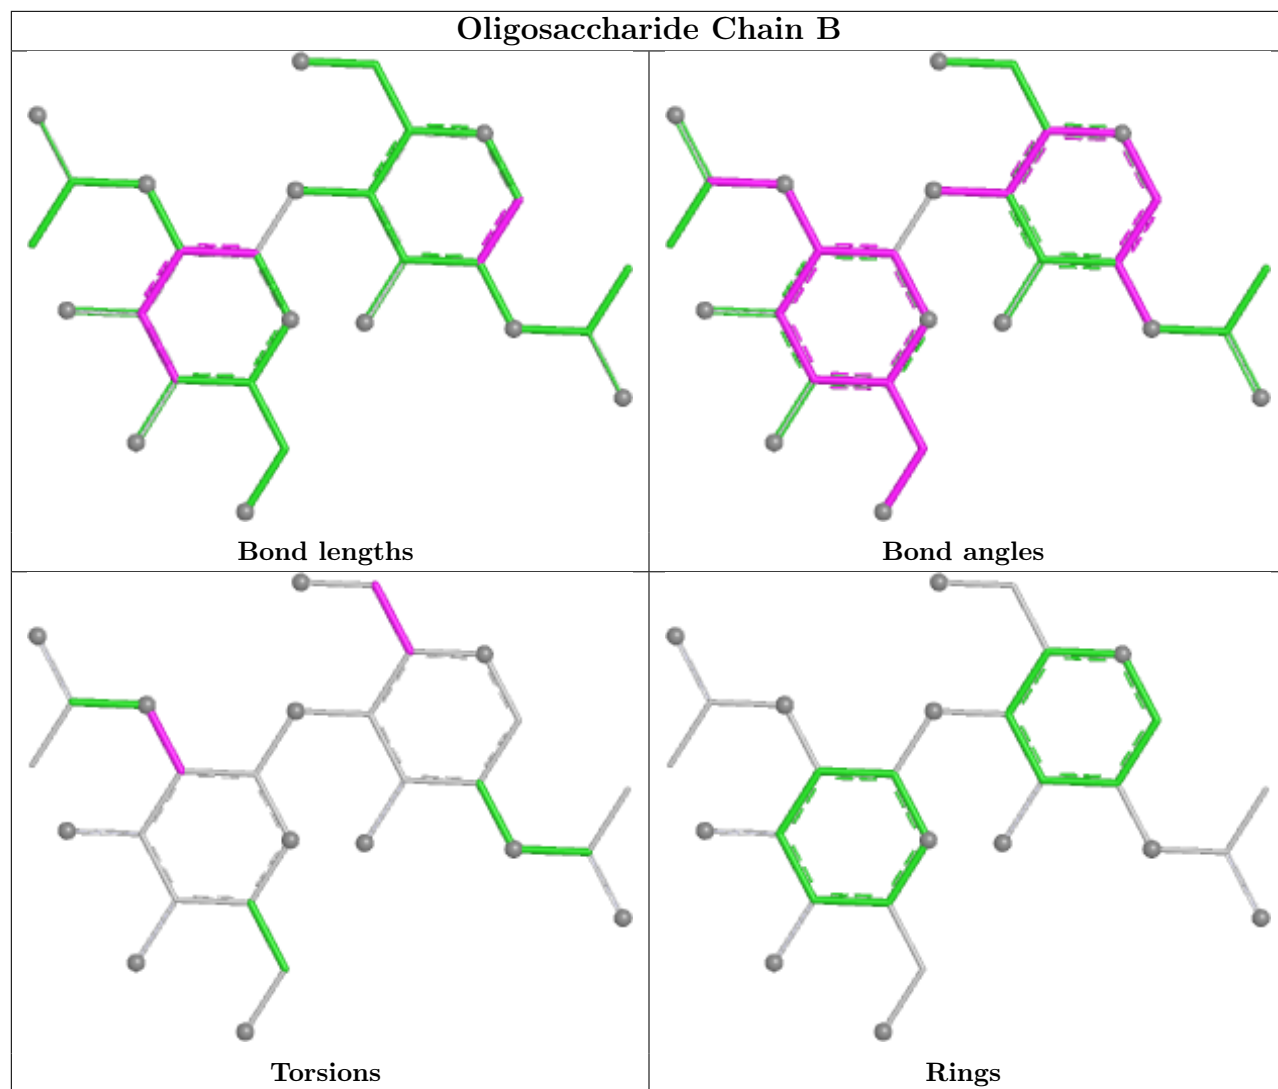 Oligosaccharide Chain B
Bond lengths
Bond angles
Torsions
Rings